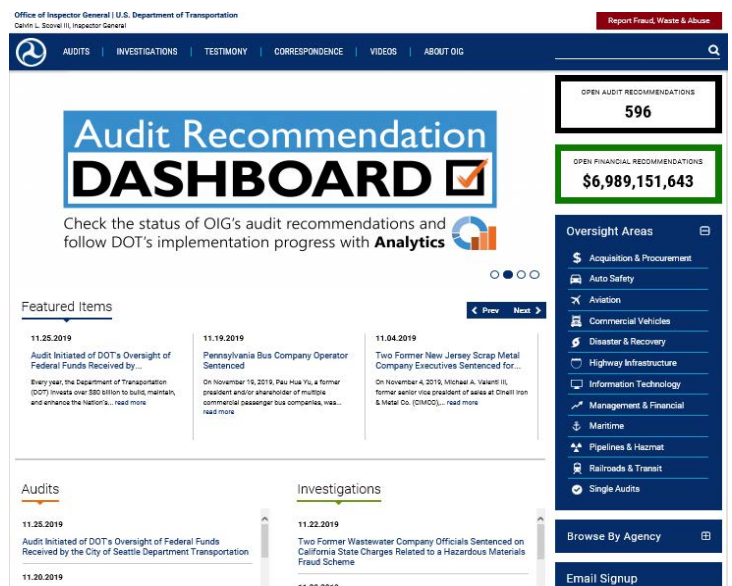 Office of Inspector General | U.S. Department of Transportation
Calvin L. Scovel III, Inspector General
Report Fraud, Waste & Abuse
AUDITS | INVESTIGATIONS | TESTIMONY | CORRESPONDENCE | VIDEOS | ABOUT OIG
Audit Recommendation
DASHBOARD
Check the status of OIG's audit recommendations and
follow DOT's implementation progress with Analytics
OPEN AUDIT RECOMMENDATIONS
596
OPEN FINANCIAL RECOMMENDATIONS
$6,989,151,643
Oversight Areas
Acquisition & Procurement
Auto Safety
Aviation
Commercial Vehicles
Disaster & Recovery
Highway Infrastructure
Information Technology
Management & Financial
Maritime
Pipelines & Hazmat
Railroads & Transit
Single Audits
Browse By Agency
Email Signup
Featured Items
Prev Next
11.25.2019
Audit Initiated of DOT's Oversight of
Federal Funds Received by...
Every year, the Department of Transportation
(DOT) invests over $80 billion to build, maintain,
and enhance the Nation's... read more
11.19.2019
Pennsylvania Bus Company Operator
Sentenced
On November 19, 2019, Pau Hua Yu, a former
president and/or shareholder of multiple
commercial passenger bus companies, was...
read more
11.04.2019
Two Former New Jersey Scrap Metal
Company Executives Sentenced for...
On November 4, 2019, Micheal A. Valenti III,
former senior vice president of sales at Cinelli Iron
& Metal Co. (CIMCO),... read more
Audits
11.25.2019
Audit Initiated of DOT's Oversight of Federal Funds
Received by the City of Seattle Department Transportation
11.20.2019
Investigations
11.22.2019
Two Former Wastewater Company Officials Sentenced on
California State Charges Related to a Hazardous Materials
Fraud Scheme